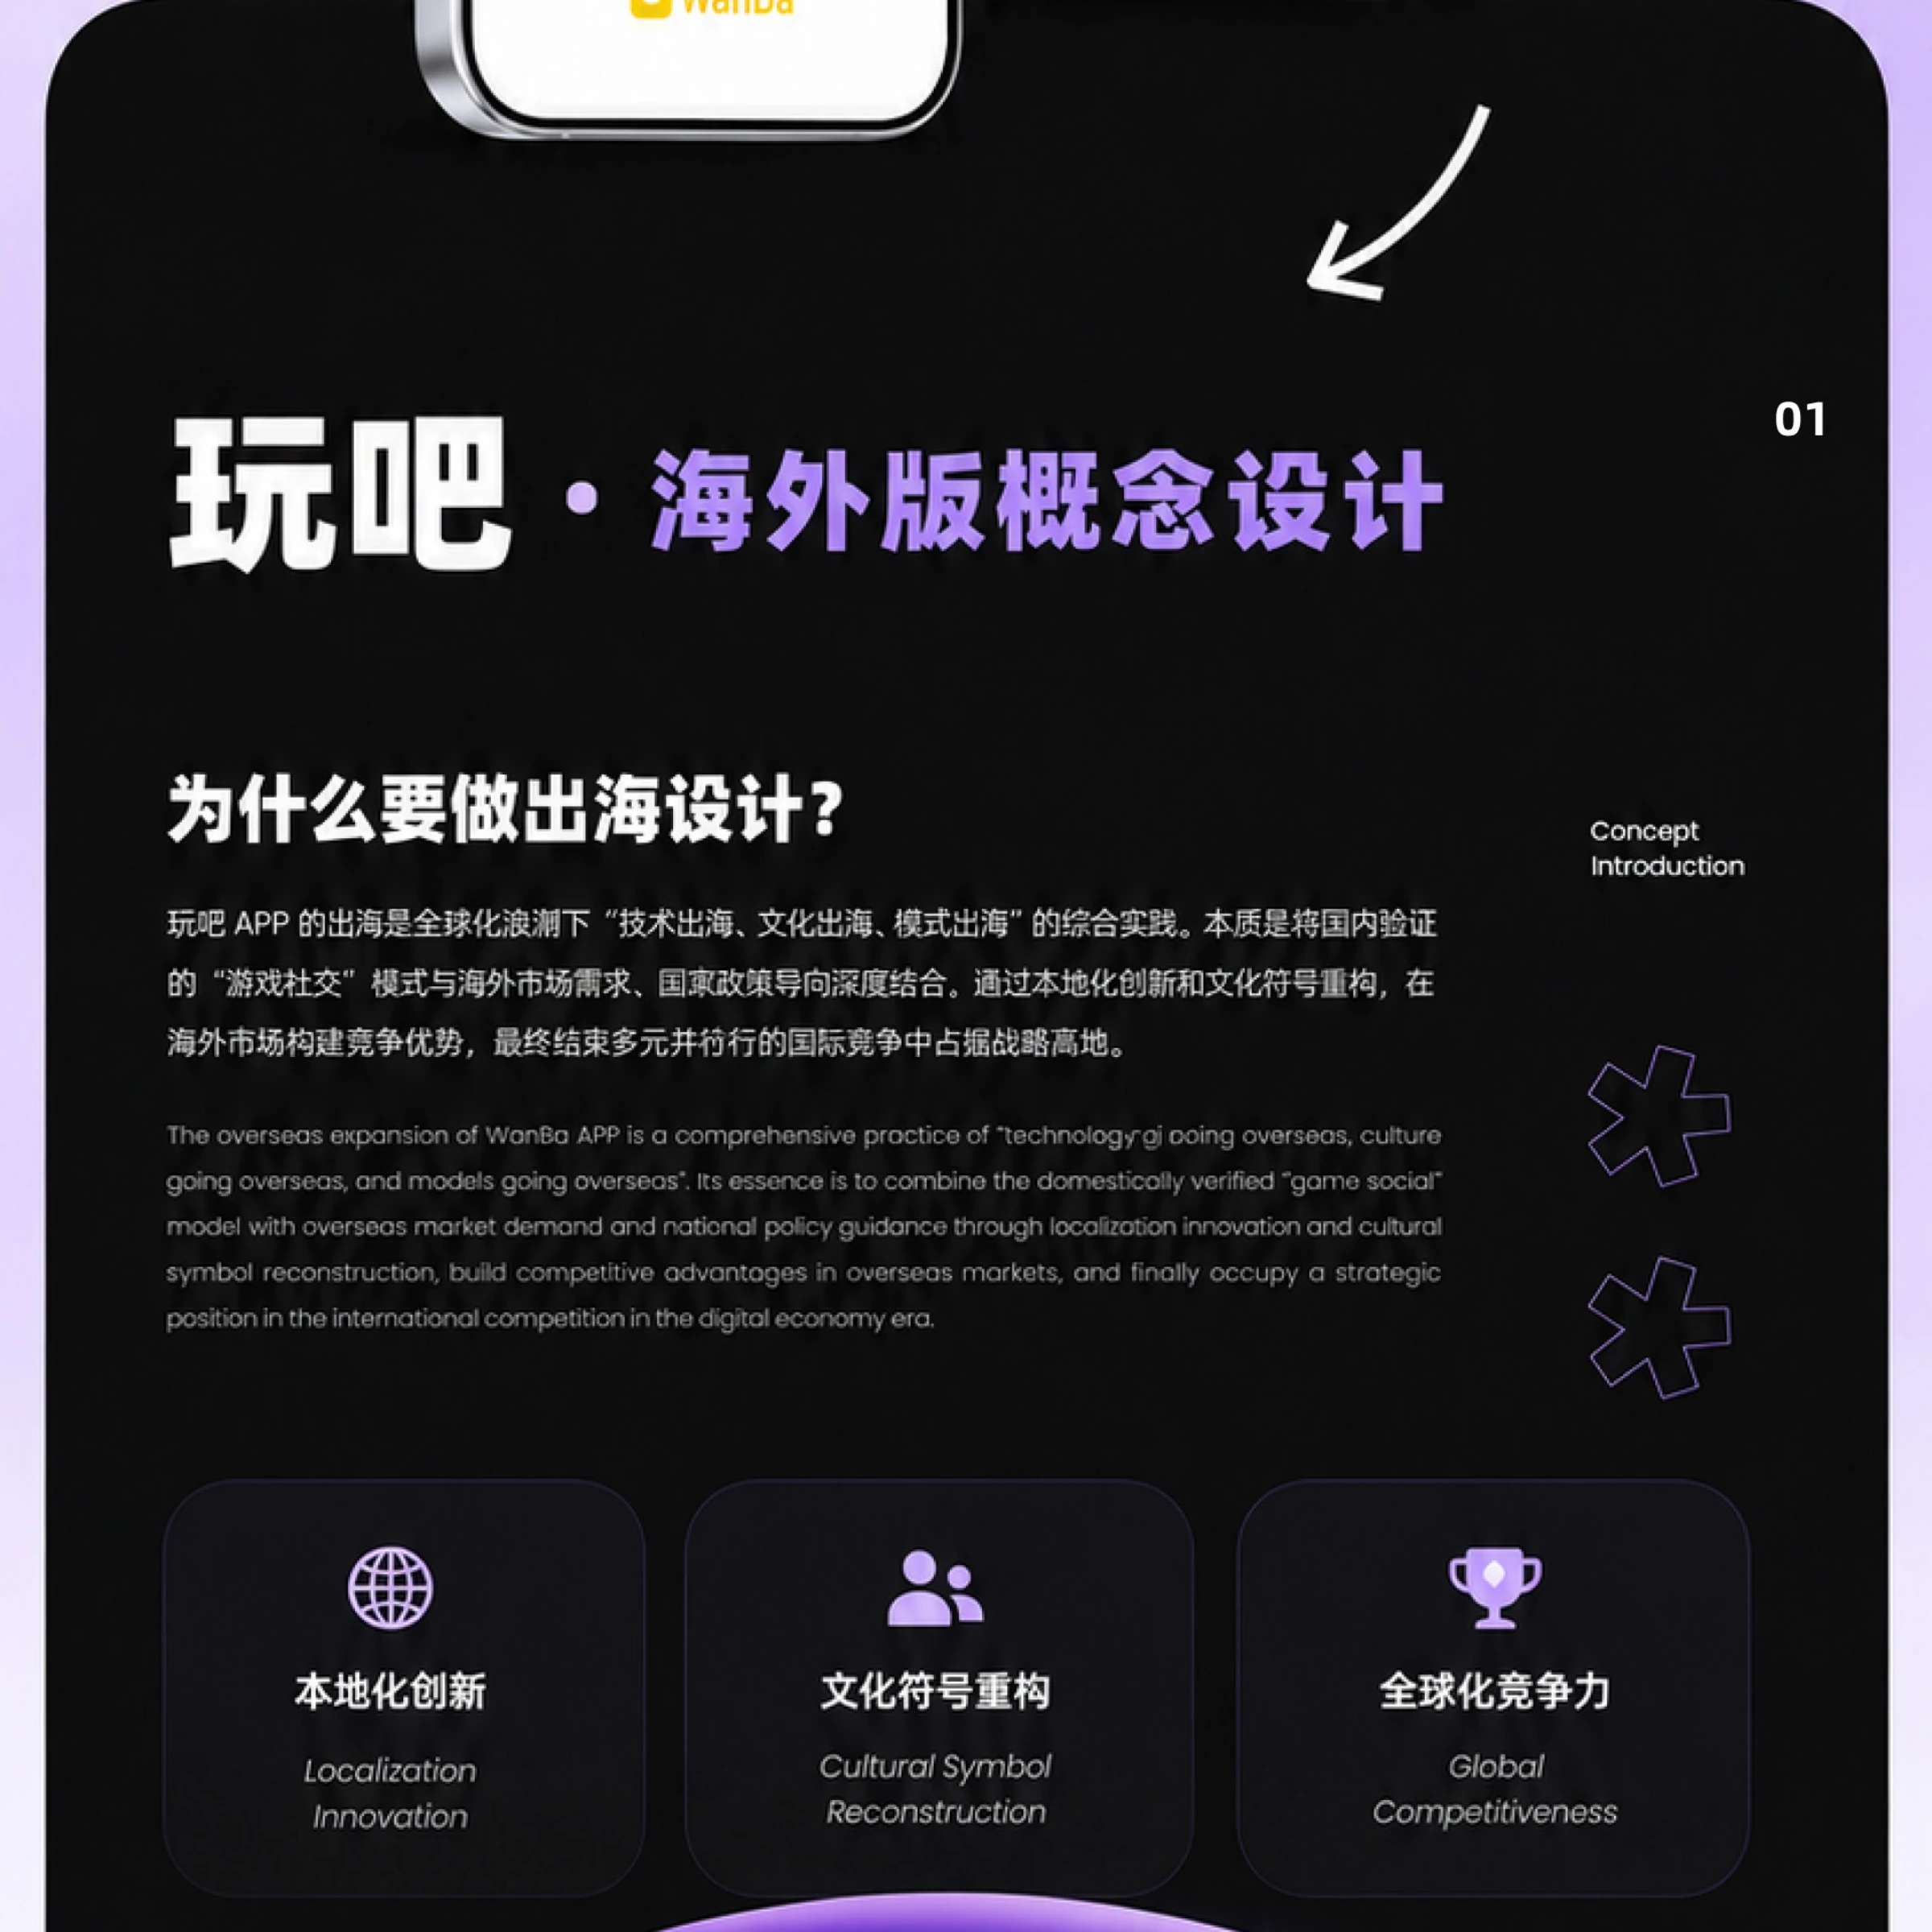 WanBa
01
玩吧 · 海外版概念设计
为什么要做出海设计?
Concept
Introduction
玩吧 APP 的出海是全球化浪潮下“技术出海、文化出海、模式出海”的综合实践。本质是将国内验证
的“游戏社交”模式与海外市场需求、国家政策导向深度结合。通过本地化创新和文化符号重构,在
海外市场构建竞争优势,最终结束多元并符行的国际竞争中占据战略高地。
The overseas expansion of WanBa APP is a comprehensive practice of "technology overseas, culture
going overseas, and models going overseas". Its essence is to combine the domestically verified "game social"
model with overseas market demand and national policy guidance through localization innovation and cultural
symbol reconstruction, build competitive advantages in overseas markets, and finally occupy a strategic
position in the international competition in the digital economy era.
本地化创新
Localization
Innovation
文化符号重构
Cultural Symbol
Reconstruction
全球化竞争力
Global
Competitiveness